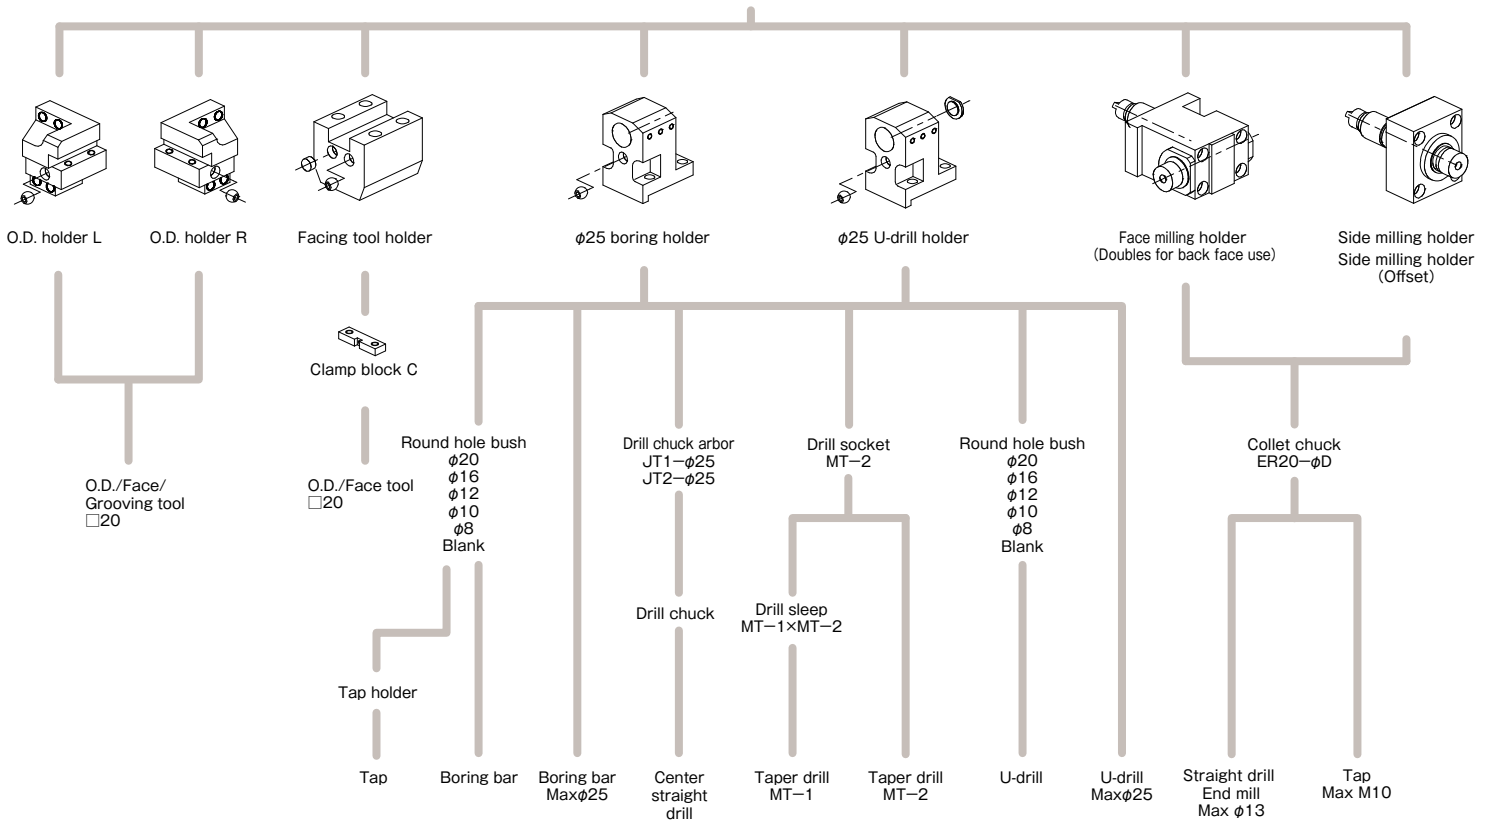 O.D. holder L
O.D. holder R
Facing tool holder
φ25 boring holder
φ25 U-drill holder
Face milling holder
(Doubles for back face use)
Side milling holder
Side milling holder
(Offset)
Clamp block C
O.D./Face/
Grooving tool
□20
O.D./Face tool
□20
Round hole bush
φ20
φ16
φ12
φ10
φ8
Blank
Drill chuck arbor
JT1−φ25
JT2−φ25
Drill socket
MT−2
Round hole bush
φ20
φ16
φ12
φ10
φ8
Blank
Collet chuck
ER20−φD
Drill chuck
Drill sleep
MT−1×MT−2
Tap holder
Tap
Boring bar
Boring bar
Maxφ25
Center
straight
drill
Taper drill
MT−1
Taper drill
MT−2
U-drill
U-drill
Maxφ25
Straight drill
End mill
Max φ13
Tap
Max M10